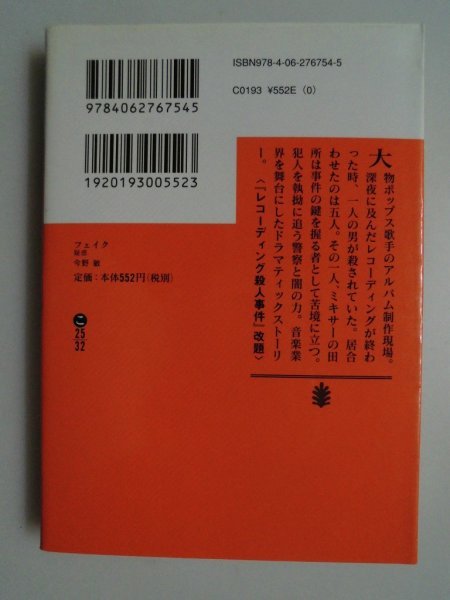 ISBN978-4-06-276754-5
C0193 ¥552E (0)
9784062767545
1920193005523
大物ポップス歌手のアルバム制作現場。
深夜に及んだレコーディングが終わ
った時、一人の男が殺されていた。居合
わせたのは五人。その一人、ミキサーの田
所は事件の鍵を握る者として苦境に立つ。
犯人を執拗に追う警察と闇の力。音楽業
界を舞台にしたドラマティックストーリ
ー。〈『レコーディング殺人事件』改題〉
フェイク
疑惑
今野 敏
定価:本体552円(税別)
こ
25
32